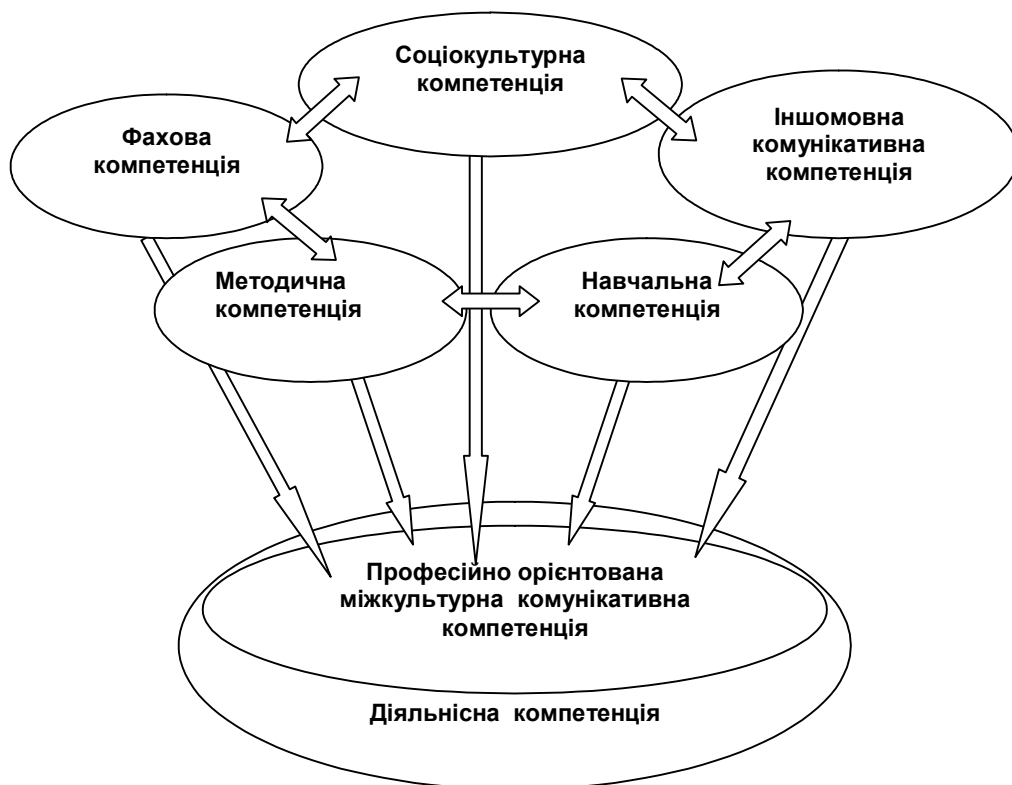 Соціокультурна
компетенція
Фахова
компетенція
Іншомовна
комунікативна
компетенція
Методична
компетенція
Навчальна
компетенція
Професійно орієнтована
міжкультурна комунікативна
компетенція
Діяльнісна компетенція